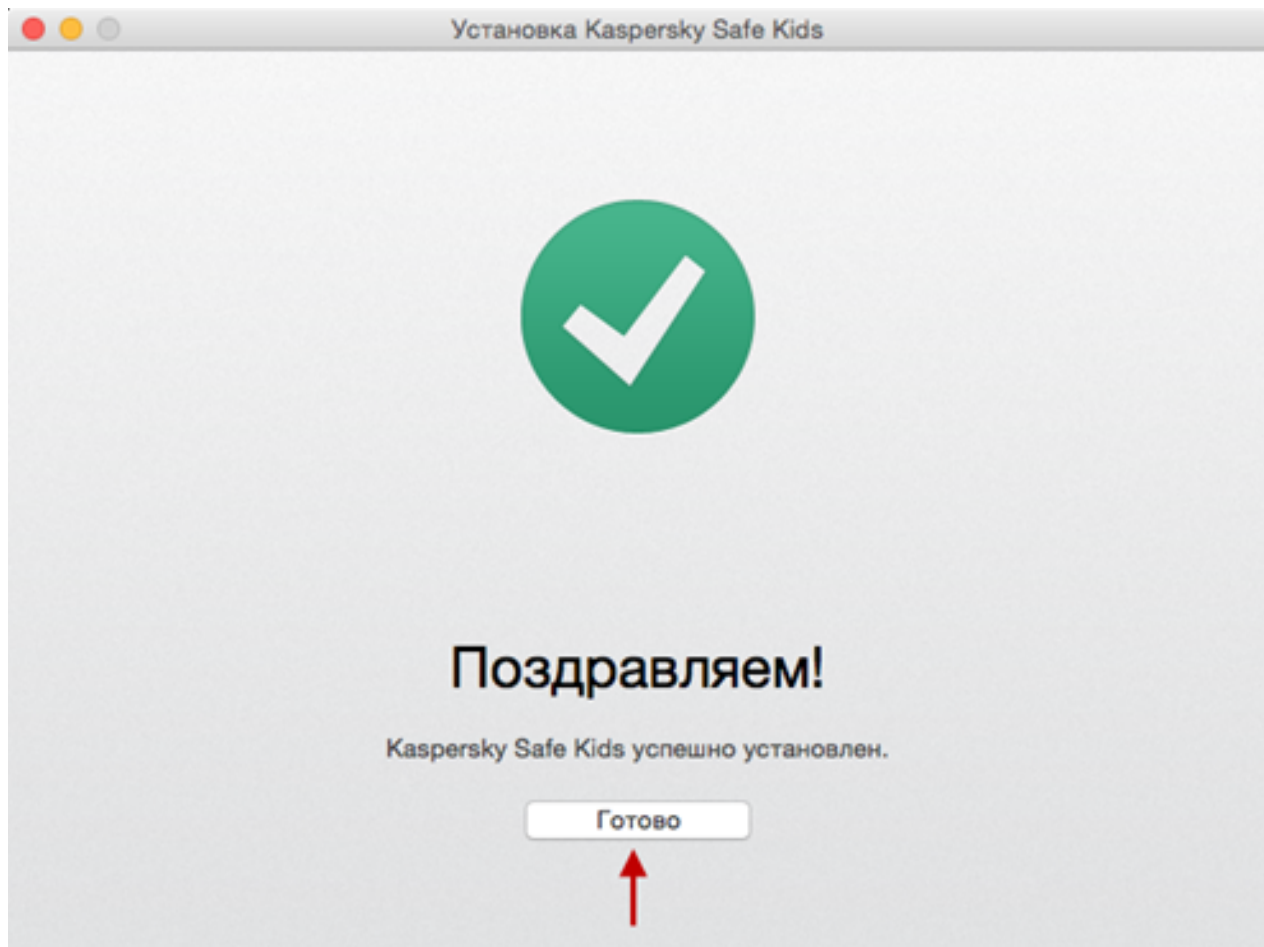 Установка Kaspersky Safe Kids
Поздравляем!
Kaspersky Safe Kids успешно установлен.
Готово